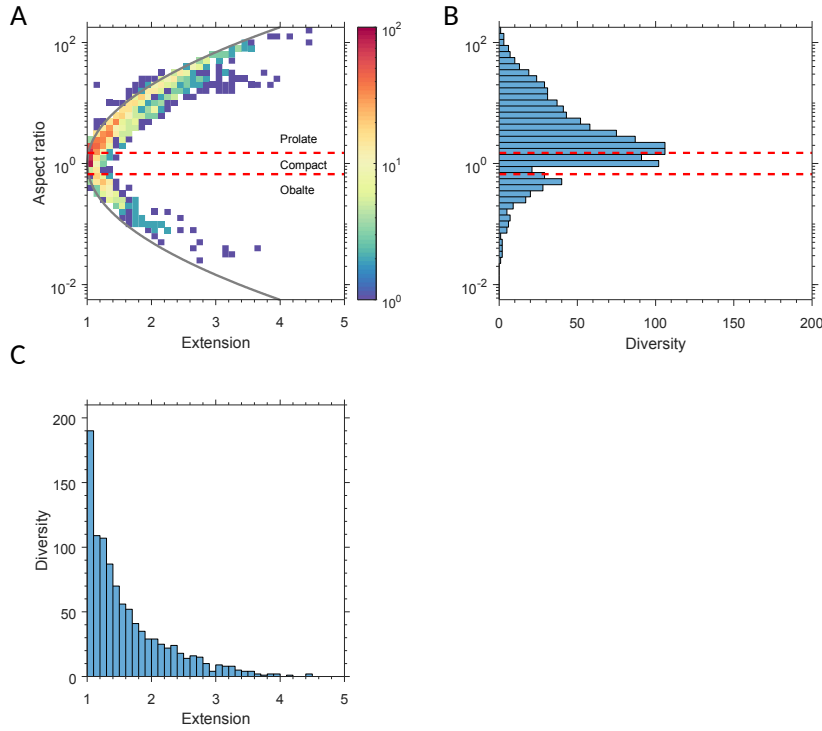 A
10^2
10^0
10^-2
Aspect ratio
Prolate
Compact
Obalte
1 2 3 4 5
Extension
10^2
10^1
10^0
B
10^2
10^0
10^-2
0 50 100 150 200
Diversity
C
200
150
100
50
0
Diversity
1 2 3 4 5
Extension